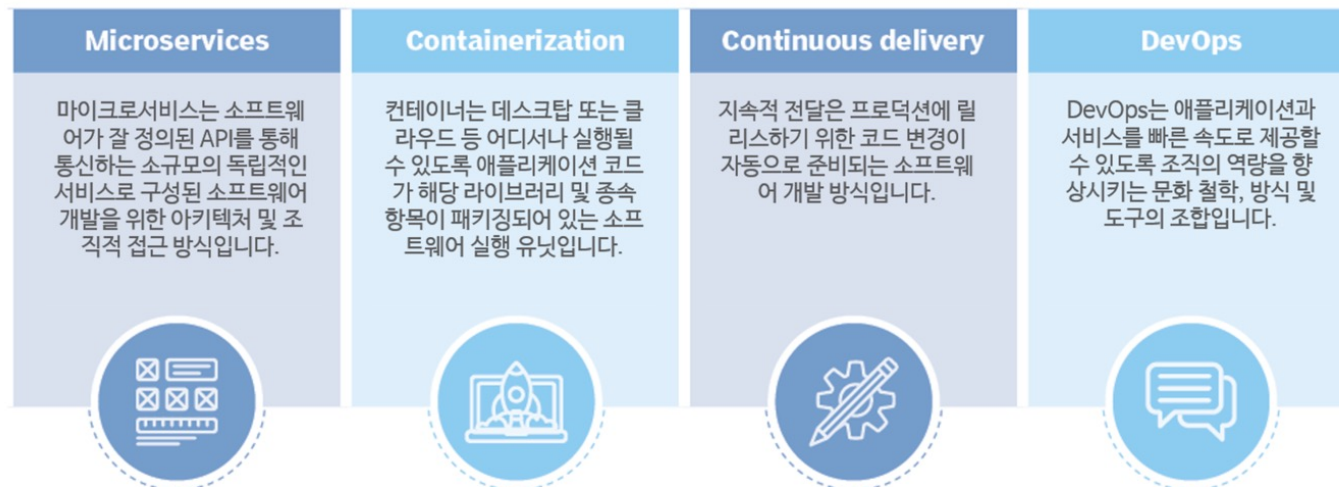 Microservices
마이크로서비스는 소프트웨
어가 잘 정의된 API를 통해
통신하는 소규모의 독립적인
서비스로 구성된 소프트웨어
개발을 위한 아키텍처 및 조
직적 접근 방식입니다.
Containerization
컨테이너는 데스크탑 또는 클
라우드 등 어디서나 실행될
수 있도록 애플리케이션 코드
가 해당 라이브러리 및 종속
항목이 패키징되어 있는 소프
트웨어 실행 유닛입니다.
Continuous delivery
지속적 전달은 프로덕션에 릴
리스하기 위한 코드 변경이
자동으로 준비되는 소프트웨
어 개발 방식입니다.
DevOps
DevOps는 애플리케이션과
서비스를 빠른 속도로 제공할
수 있도록 조직의 역량을 향
상시키는 문화 철학, 방식 및
도구의 조합입니다.